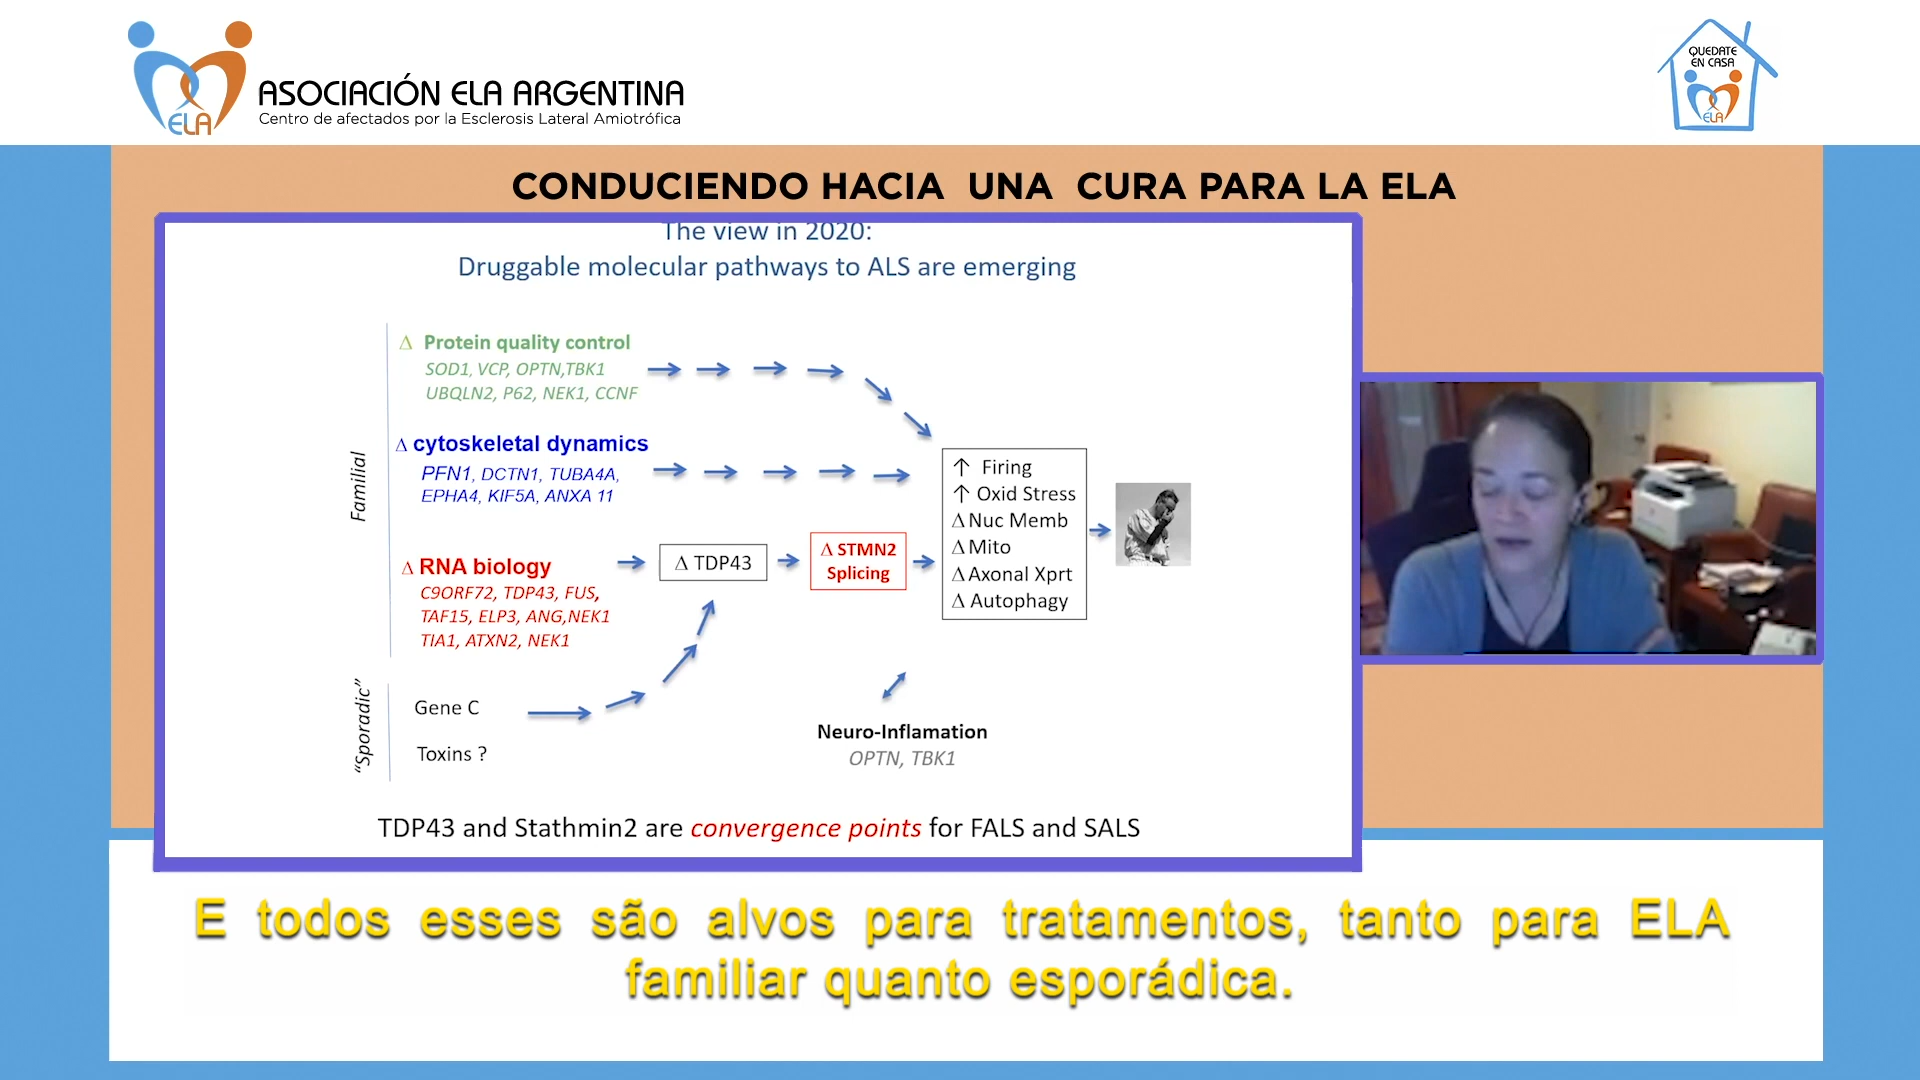 ASOCIACIÓN ELA ARGENTINA
Centro de afectados por la Esclerosis Lateral Amiotrófica
ELA
QUEDATE
EN CASA
ELA
CONDUCIENDO HACIA UNA CURA PARA LA ELA
The view in 2020:
Druggable molecular pathways to ALS are emerging
Familial
Δ Protein quality control
SOD1, VCP, OPTN,TBK1
UBQLN2, P62, NEK1, CCNF
Δ cytoskeletal dynamics
PFN1, DCTN1, TUBA4A,
EPHA4, KIF5A, ANXA 11
Δ RNA biology
C9ORF72, TDP43, FUS,
TAF15, ELP3, ANG,NEK1
TIA1, ATXN2, NEK1
Δ TDP43
Δ STMN2
Splicing
↑ Firing
↑ Oxid Stress
Δ Nuc Memb
Δ Mito
Δ Axonal Xprt
Δ Autophagy
“Sporadic”
Gene C
Toxins ?
Neuro-Inflamation
OPTN, TBK1
TDP43 and Stathmin2 are convergence points for FALS and SALS
E todos esses são alvos para tratamentos, tanto para ELA
familiar quanto esporádica.